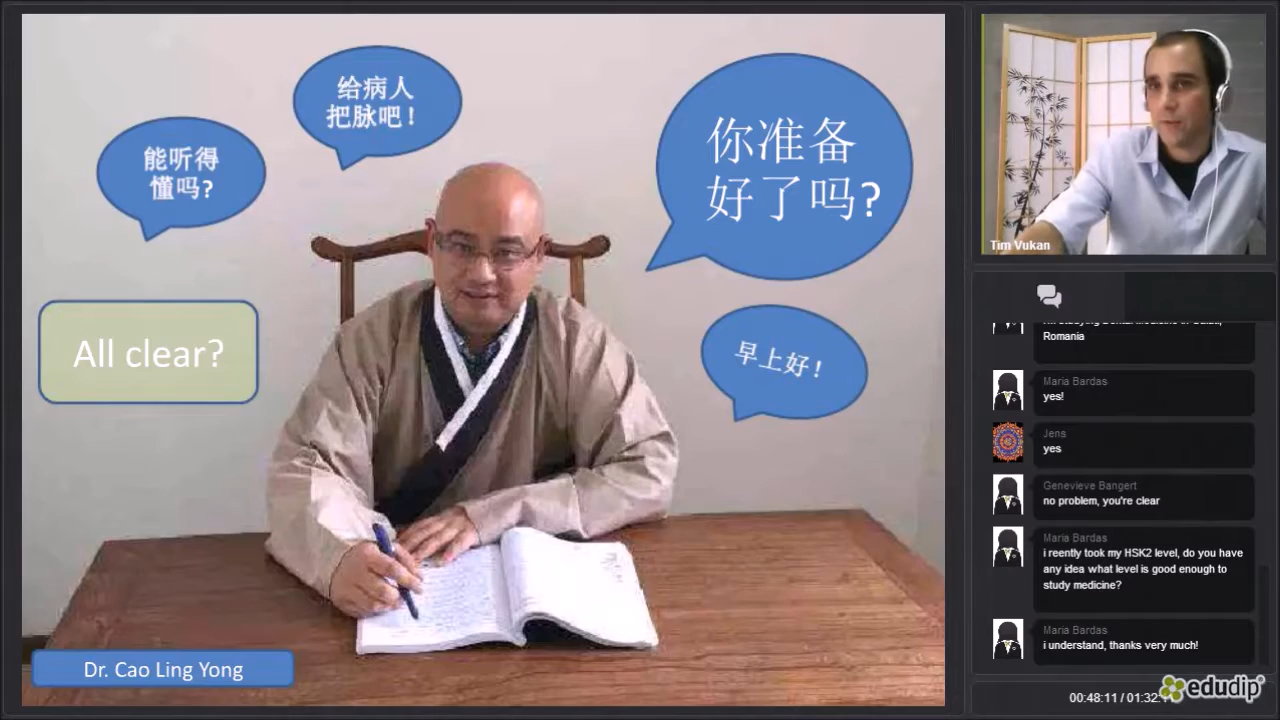 给病人
把脉吧！
能听得
懂吗?
你准备
好了吗?
早上好！
All clear?
Dr. Cao Ling Yong
Tim Vukan
Romania
Maria Bardas
yes!
Jens
yes
Genevieve Bangert
no problem, you're clear
Maria Bardas
i reently took my HSK2 level, do you have
any idea what level is good enough to
study medicine?
Maria Bardas
i understand, thanks very much!
00:48:11 / 01:32:
edudip